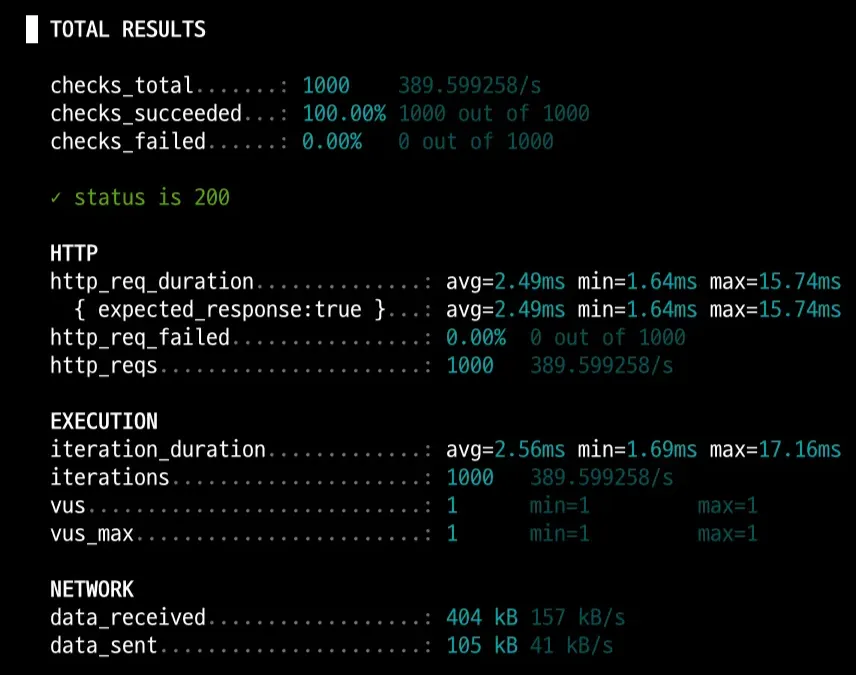 TOTAL RESULTS
checks_total.......: 1000 389.599258/s
checks_succeeded...: 100.00% 1000 out of 1000
checks_failed......: 0.00% 0 out of 1000
✓ status is 200
HTTP
http_req_duration..............: avg=2.49ms min=1.64ms max=15.74ms
{ expected_response:true }...: avg=2.49ms min=1.64ms max=15.74ms
http_req_failed................: 0.00% 0 out of 1000
http_reqs......................: 1000 389.599258/s
EXECUTION
iteration_duration.............: avg=2.56ms min=1.69ms max=17.16ms
iterations.....................: 1000 389.599258/s
vus............................: 1 min=1 max=1
vus_max........................: 1 min=1 max=1
NETWORK
data_received..................: 404 kB 157 kB/s
data_sent......................: 105 kB 41 kB/s